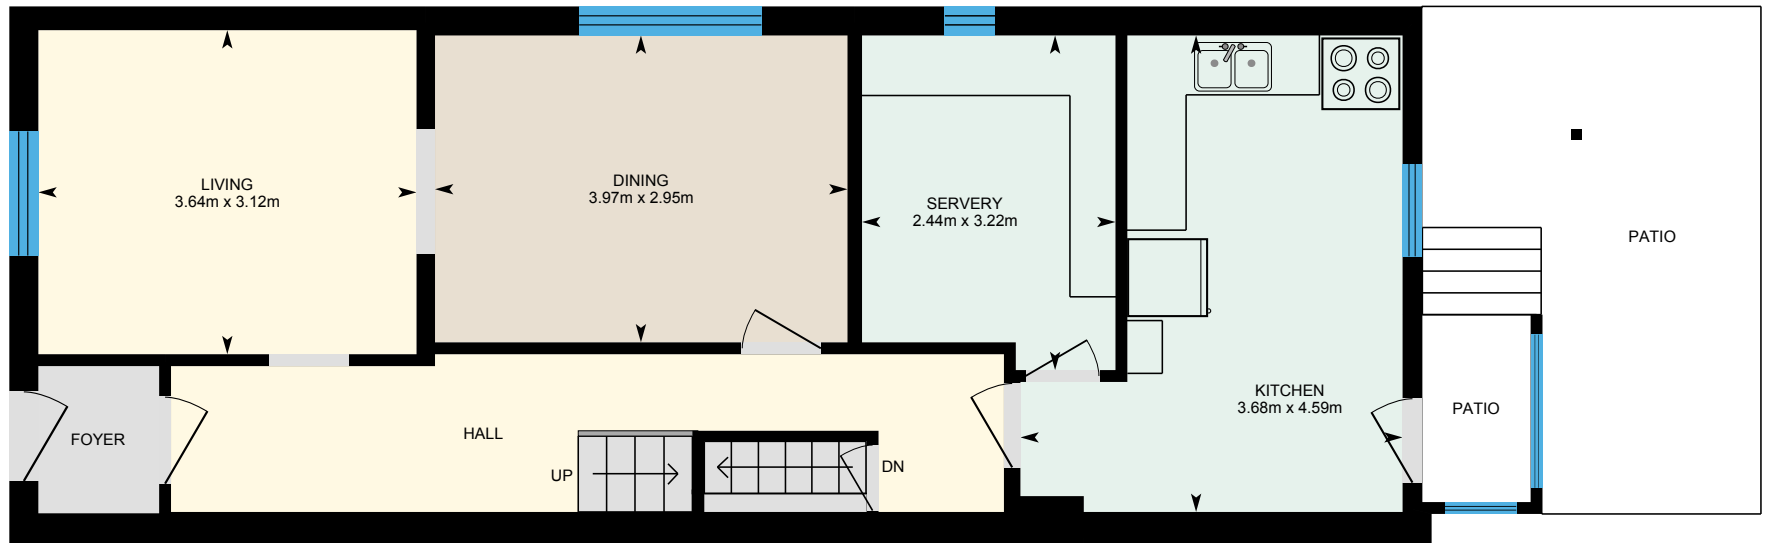 LIVING
3.64m x 3.12m
DINING
3.97m x 2.95m
SERVERY
2.44m x 3.22m
PATIO
KITCHEN
3.68m x 4.59m
PATIO
FOYER
HALL
UP
DN